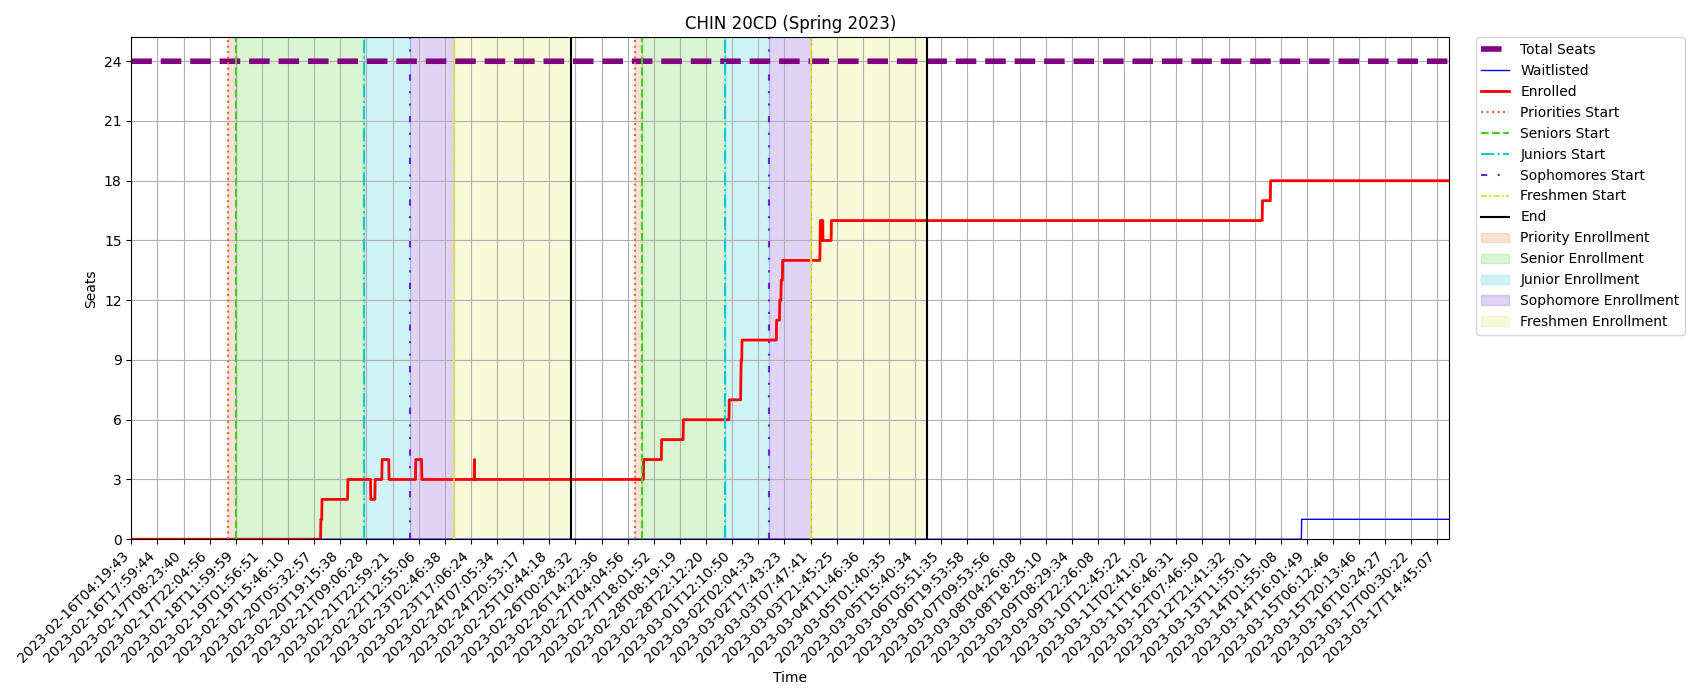 CHIN 20CD (Spring 2023)
24
21
18
15
12
9
6
3
0
Seats
2023-02-16T04:19:43
2023-02-16T17:59:44
2023-02-17T08:23:40
2023-02-17T22:04:56
2023-02-18T11:59:59
2023-02-19T01:56:51
2023-02-19T15:46:10
2023-02-20T05:32:57
2023-02-20T19:15:38
2023-02-21T09:06:28
2023-02-21T22:59:21
2023-02-22T22:55:06
2023-02-23T02:46:38
2023-02-23T17:06:24
2023-02-24T07:05:34
2023-02-24T20:53:17
2023-02-25T10:44:18
2023-02-26T00:28:32
2023-02-26T14:22:36
2023-02-27T04:04:56
2023-02-27T18:01:52
2023-02-28T08:19:19
2023-02-28T22:12:20
2023-03-01T12:10:50
2023-03-02T02:04:33
2023-03-02T17:43:23
2023-03-03T07:47:41
2023-03-03T21:45:25
2023-03-04T11:46:36
2023-03-05T01:40:35
2023-03-05T15:40:34
2023-03-06T05:51:35
2023-03-06T19:53:58
2023-03-07T09:53:56
2023-03-08T04:26:08
2023-03-08T18:25:10
2023-03-09T08:29:34
2023-03-09T22:26:08
2023-03-10T12:45:22
2023-03-11T02:41:02
2023-03-11T16:46:31
2023-03-12T07:46:50
2023-03-12T21:41:32
2023-03-13T11:55:01
2023-03-14T01:55:08
2023-03-14T16:01:49
2023-03-15T06:12:46
2023-03-15T20:13:46
2023-03-16T10:24:27
2023-03-17T00:30:22
2023-03-17T14:45:07
Time
Total Seats
Waitlisted
Enrolled
Priorities Start
Seniors Start
Juniors Start
Sophomores Start
Freshmen Start
End
Priority Enrollment
Senior Enrollment
Junior Enrollment
Sophomore Enrollment
Freshmen Enrollment